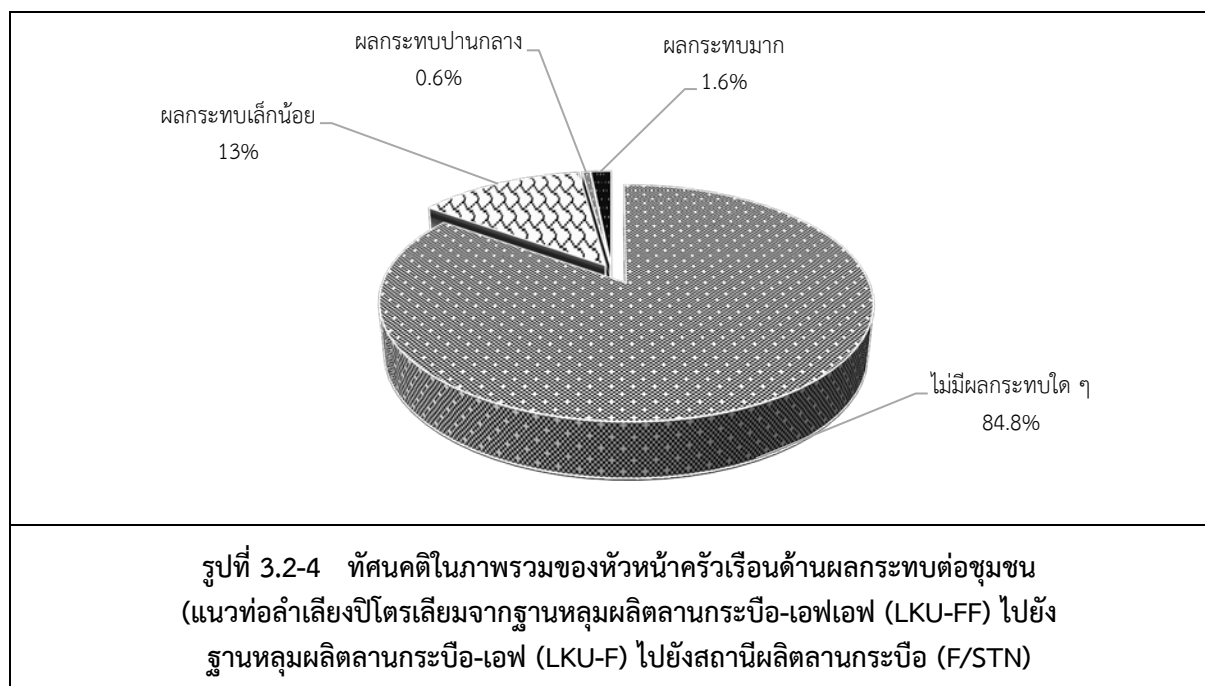 ผลกระทบปานกลาง
0.6%
ผลกระทบมาก
1.6%
ผลกระทบเล็กน้อย
13%
ไม่มีผลกระทบใด ๆ
84.8%
รูปที่ 3.2-4 ทัศนคติในภาพรวมของหัวหน้าครัวเรือนด้านผลกระทบต่อชุมชน
(แนวท่อลำเลียงปิโตรเลียมจากฐานหลุมผลิตลานกระบือ-เอฟเอฟ (LKU-FF) ไปยัง
ฐานหลุมผลิตลานกระบือ-เอฟ (LKU-F) ไปยังสถานีผลิตลานกระบือ (F/STN)